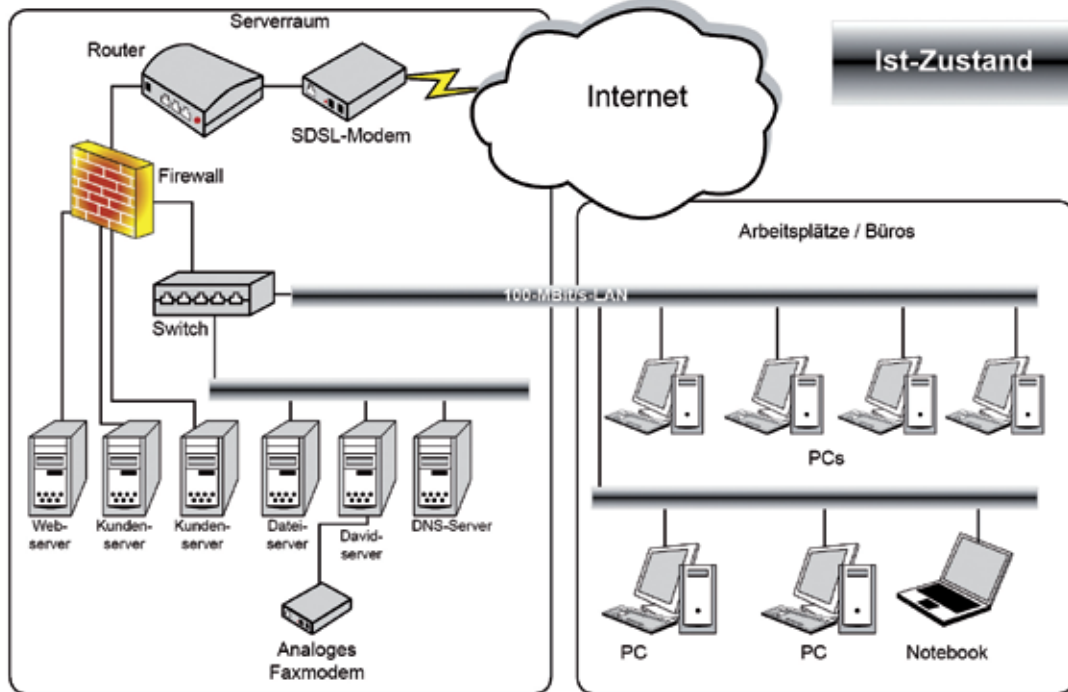 Serverraum
Router
SDSL-Modem
Internet
Ist-Zustand
Firewall
Switch
Arbeitsplätze / Büros
100-MBit/s-LAN
PCs
Web-
server
Kunden-
server
Kunden-
server
Datei-
server
David-
server
DNS-Server
Analoges
Faxmodem
PC
PC
Notebook